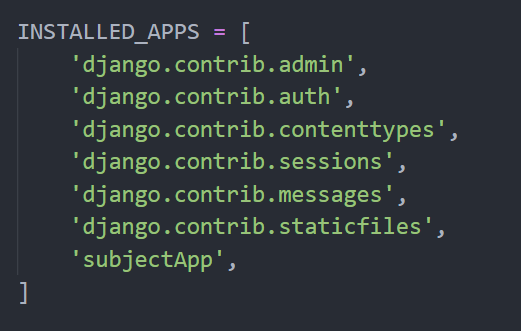 INSTALLED_APPS = [
    'django.contrib.admin',
    'django.contrib.auth',
    'django.contrib.contenttypes',
    'django.contrib.sessions',
    'django.contrib.messages',
    'django.contrib.staticfiles',
    'subjectApp',
]